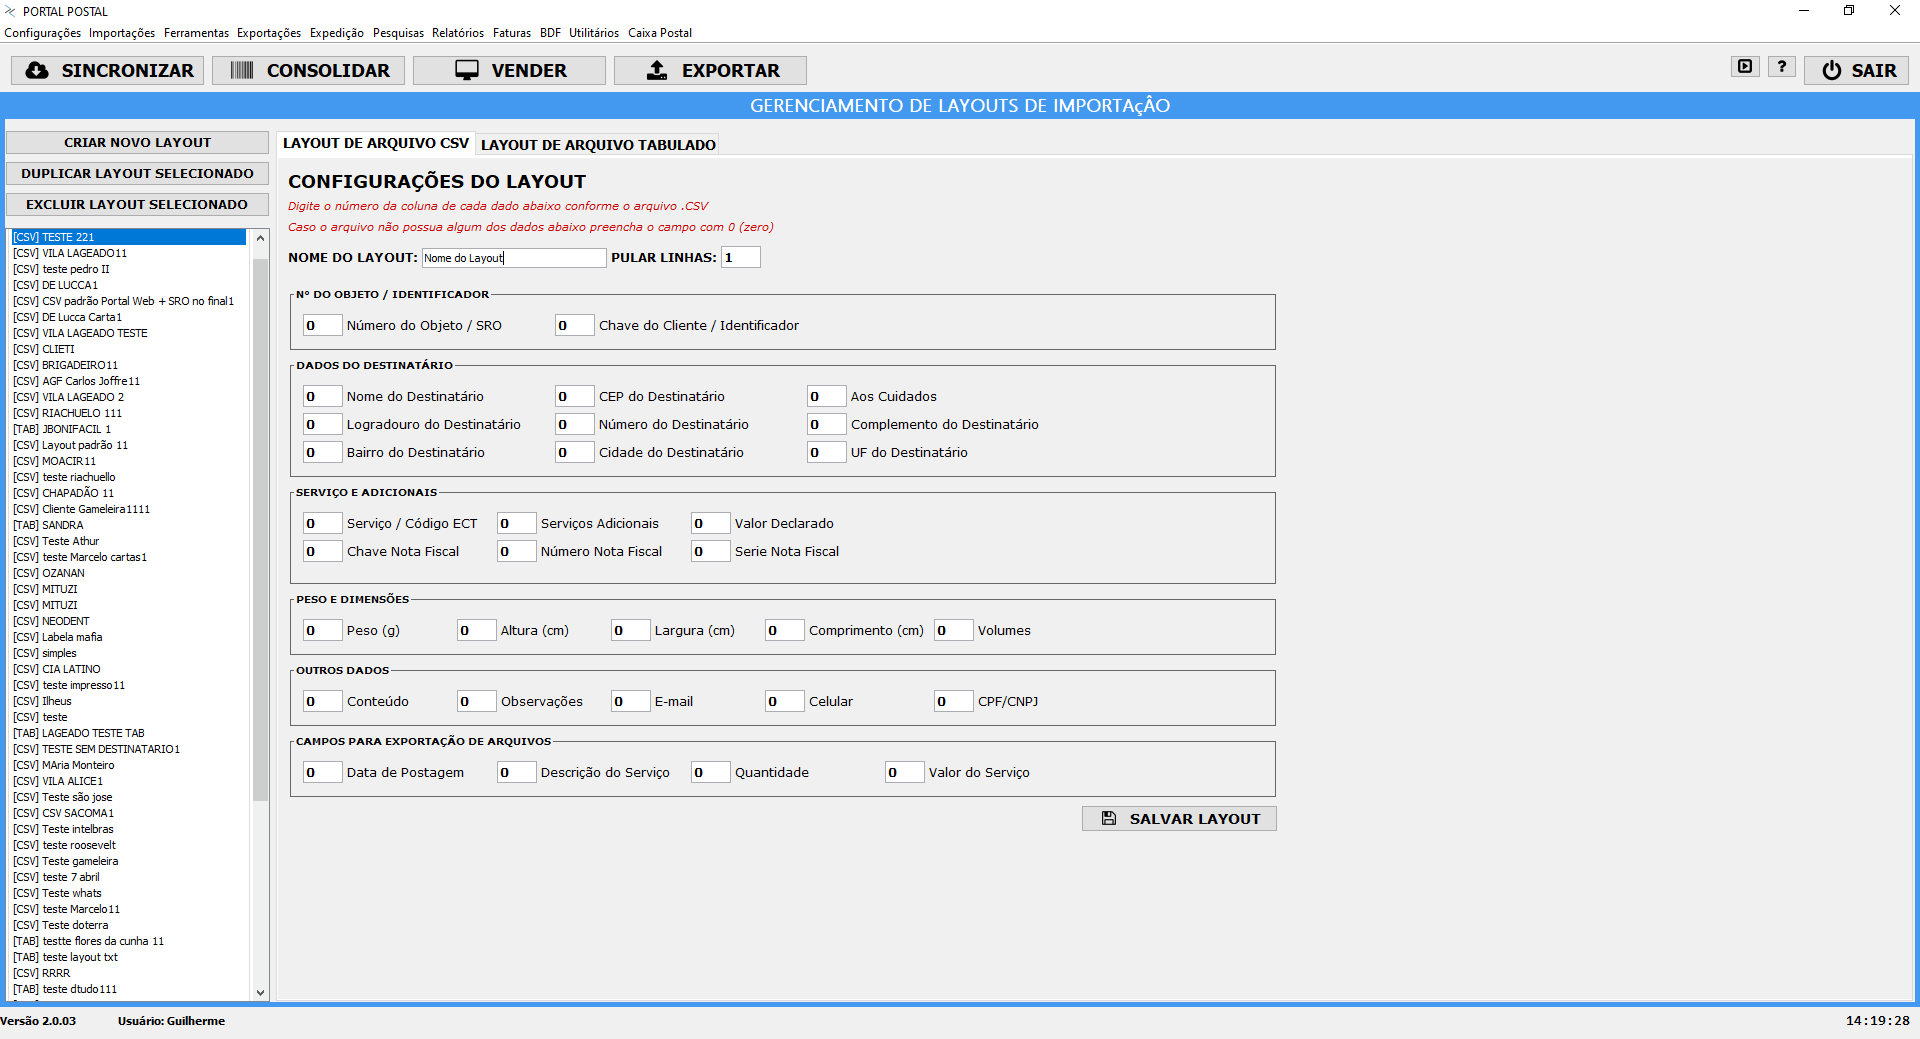 PORTAL POSTAL
Configurações Importações Ferramentas Exportações Expedição Pesquisas Relatórios Faturas BDF Utilitários Caixa Postal
SINCRONIZAR CONSOLIDAR VENDER EXPORTAR ? SAIR
GERENCIAMENTO DE LAYOUTS DE IMPORTAçÂO
CRIAR NOVO LAYOUT
DUPLICAR LAYOUT SELECIONADO
EXCLUIR LAYOUT SELECIONADO
[CSV] TESTE 221
[CSV] VILA LAGEADO11
[CSV] teste pedro II
[CSV] DE LUCCA1
[CSV] CSV padrão Portal Web + SRO no final1
[CSV] DE Lucca Carta1
[CSV] VILA LAGEADO TESTE
[CSV] CLIETI
[CSV] BRIGADEIRO11
[CSV] AGF Carlos Joffre11
[CSV] VILA LAGEADO 2
[CSV] RIACHUELO 111
[TAB] JBONIFACIL 1
[CSV] Layout padrão 11
[CSV] MOACIR11
[CSV] teste riachuello
[CSV] CHAPADÃO 11
[CSV] Cliente Gameleira1111
[TAB] SANDRA
[CSV] Teste Athur
[CSV] teste Marcelo cartas1
[CSV] OZANAN
[CSV] MITUZI
[CSV] MITUZI
[CSV] NEODENT
[CSV] Labela mafia
[CSV] simples
[CSV] CIA LATINO
[CSV] teste impresso11
[CSV] Ilheus
[CSV] teste
[TAB] LAGEADO TESTE TAB
[CSV] TESTE SEM DESTINATARIO1
[CSV] MAria Monteiro
[CSV] VILA ALICE1
[CSV] Teste são jose
[CSV] CSV SACOMA1
[CSV] Teste intelbras
[CSV] teste roosevelt
[CSV] Teste gameleira
[CSV] teste 7 abril
[CSV] Teste whats
[CSV] teste Marcelo11
[CSV] Teste doterra
[TAB] testte flores da cunha 11
[TAB] teste layout txt
[CSV] RRRR
[TAB] teste dtudo111
LAYOUT DE ARQUIVO CSV LAYOUT DE ARQUIVO TABULADO
CONFIGURAÇÕES DO LAYOUT
Digite o número da coluna de cada dado abaixo conforme o arquivo .CSV
Caso o arquivo não possua algum dos dados abaixo preencha o campo com 0 (zero)
NOME DO LAYOUT: Nome do Layout PULAR LINHAS: 1
N° DO OBJETO / IDENTIFICADOR
0 Número do Objeto / SRO 0 Chave do Cliente / Identificador
DADOS DO DESTINATÁRIO
0 Nome do Destinatário 0 CEP do Destinatário 0 Aos Cuidados
0 Logradouro do Destinatário 0 Número do Destinatário 0 Complemento do Destinatário
0 Bairro do Destinatário 0 Cidade do Destinatário 0 UF do Destinatário
SERVIÇO E ADICIONAIS
0 Serviço / Código ECT 0 Serviços Adicionais 0 Valor Declarado
0 Chave Nota Fiscal 0 Número Nota Fiscal 0 Serie Nota Fiscal
PESO E DIMENSÕES
0 Peso (g) 0 Altura (cm) 0 Largura (cm) 0 Comprimento (cm) 0 Volumes
OUTROS DADOS
0 Conteúdo 0 Observações 0 E-mail 0 Celular 0 CPF/CNPJ
CAMPOS PARA EXPORTAÇÃO DE ARQUIVOS
0 Data de Postagem 0 Descrição do Serviço 0 Quantidade 0 Valor do Serviço
SALVAR LAYOUT
Versão 2.0.03 Usuário: Guilherme 14:19:28